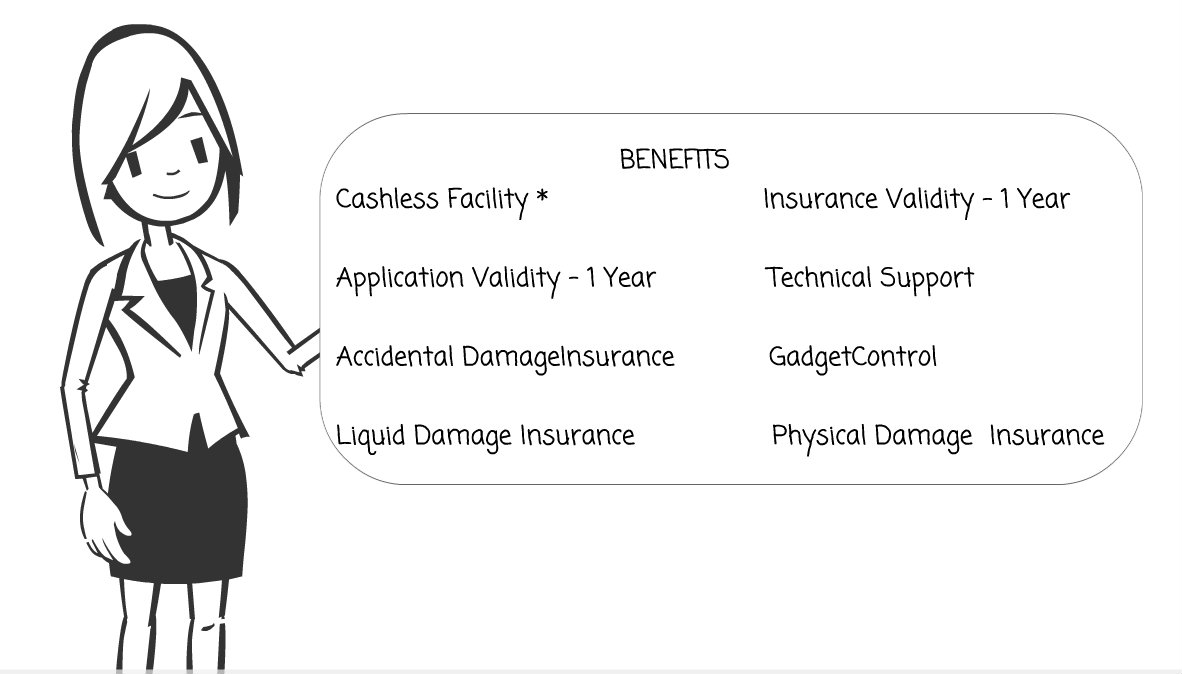 BENEFITS
Cashless Facility * Insurance Validity - 1 Year
Application Validity - 1 Year Technical Support
Accidental DamageInsurance GadgetControl
Liquid Damage Insurance Physical Damage Insurance